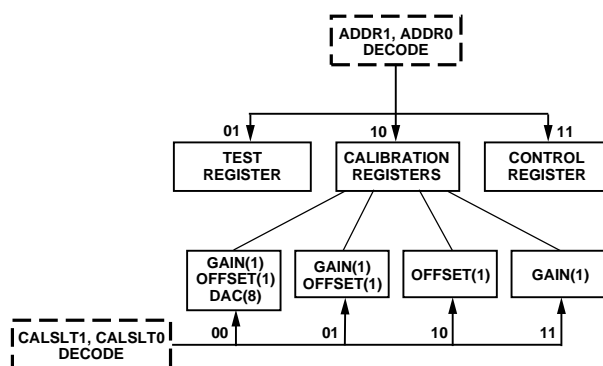 ADDR1, ADDR0
DECODE
01
10
11
TEST
REGISTER
CALIBRATION
REGISTERS
CONTROL
REGISTER
GAIN(1)
OFFSET(1)
DAC(8)
GAIN(1)
OFFSET(1)
OFFSET(1)
GAIN(1)
CALSLT1, CALSLT0
DECODE
00
01
10
11